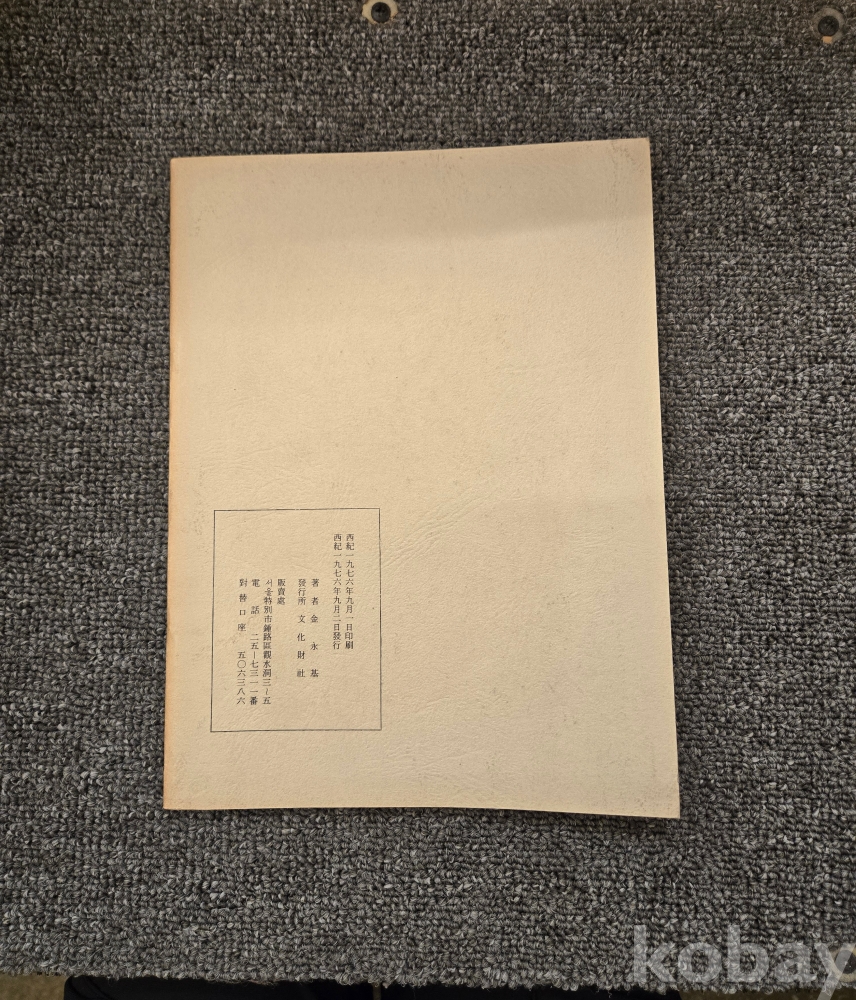 西紀一九七六年九月一日印刷
西紀一九七六年九月二日發行
著者 金永基
發行所 文化財社
販賣處
서울特別市鍾路區觀水洞三~五
電話 二五~七三一一番
對替口座 五〇六三八六
kobay